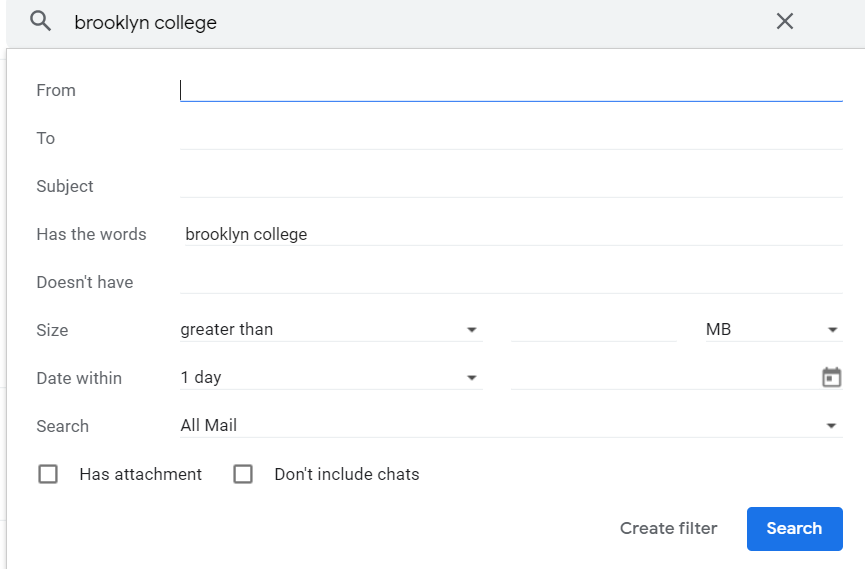 brooklyn college
From
To
Subject
Has the words brooklyn college
Doesn't have
Size greater than MB
Date within 1 day
Search All Mail
Has attachment Don't include chats
Create filter Search